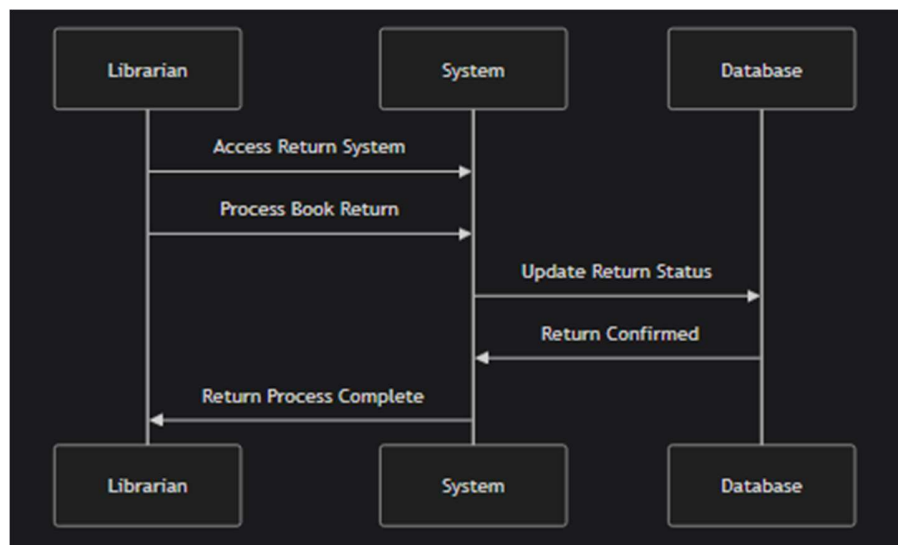 Librarian
System
Database
Access Return System
Process Book Return
Update Return Status
Return Confirmed
Return Process Complete
Librarian
System
Database